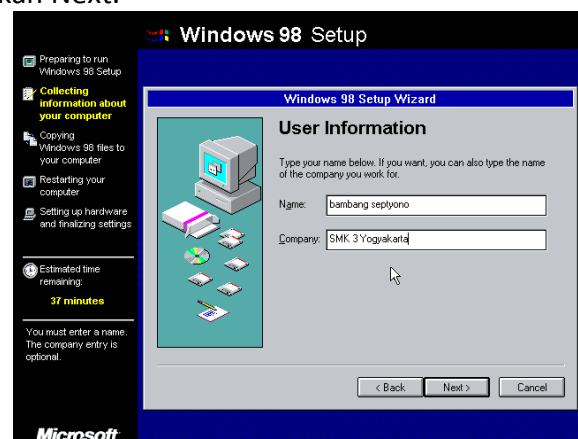 kan Next.
Windows 98 Setup
Preparing to run
Windows 98 Setup
Collecting
information about
your computer
Copying
Windows 98 files to
your computer
Restarting your
computer
Setting up hardware
and finalizing settings
Estimated time
remaining:
37 minutes
You must enter a name.
The company entry is
optional.
Microsoft
Windows 98 Setup Wizard
User Information
Type your name below. If you want, you can also type the name
of the company you work for.
Name: bambang septyono
Company: SMK 3 Yogyakarta
< Back Next > Cancel